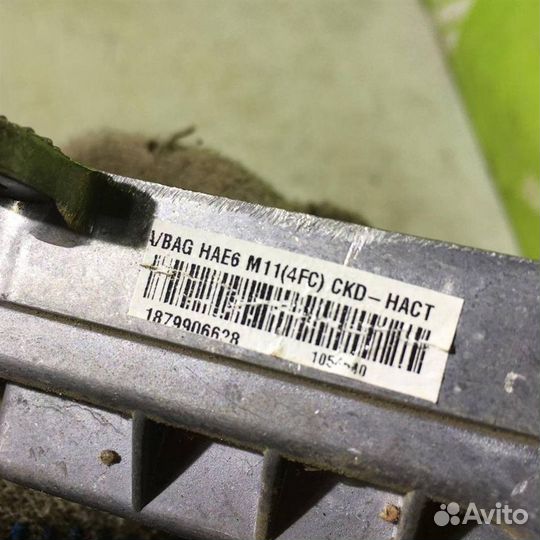 A/BAG HAE6 M11(4FC) CKD-HACT
1879906628
Avito